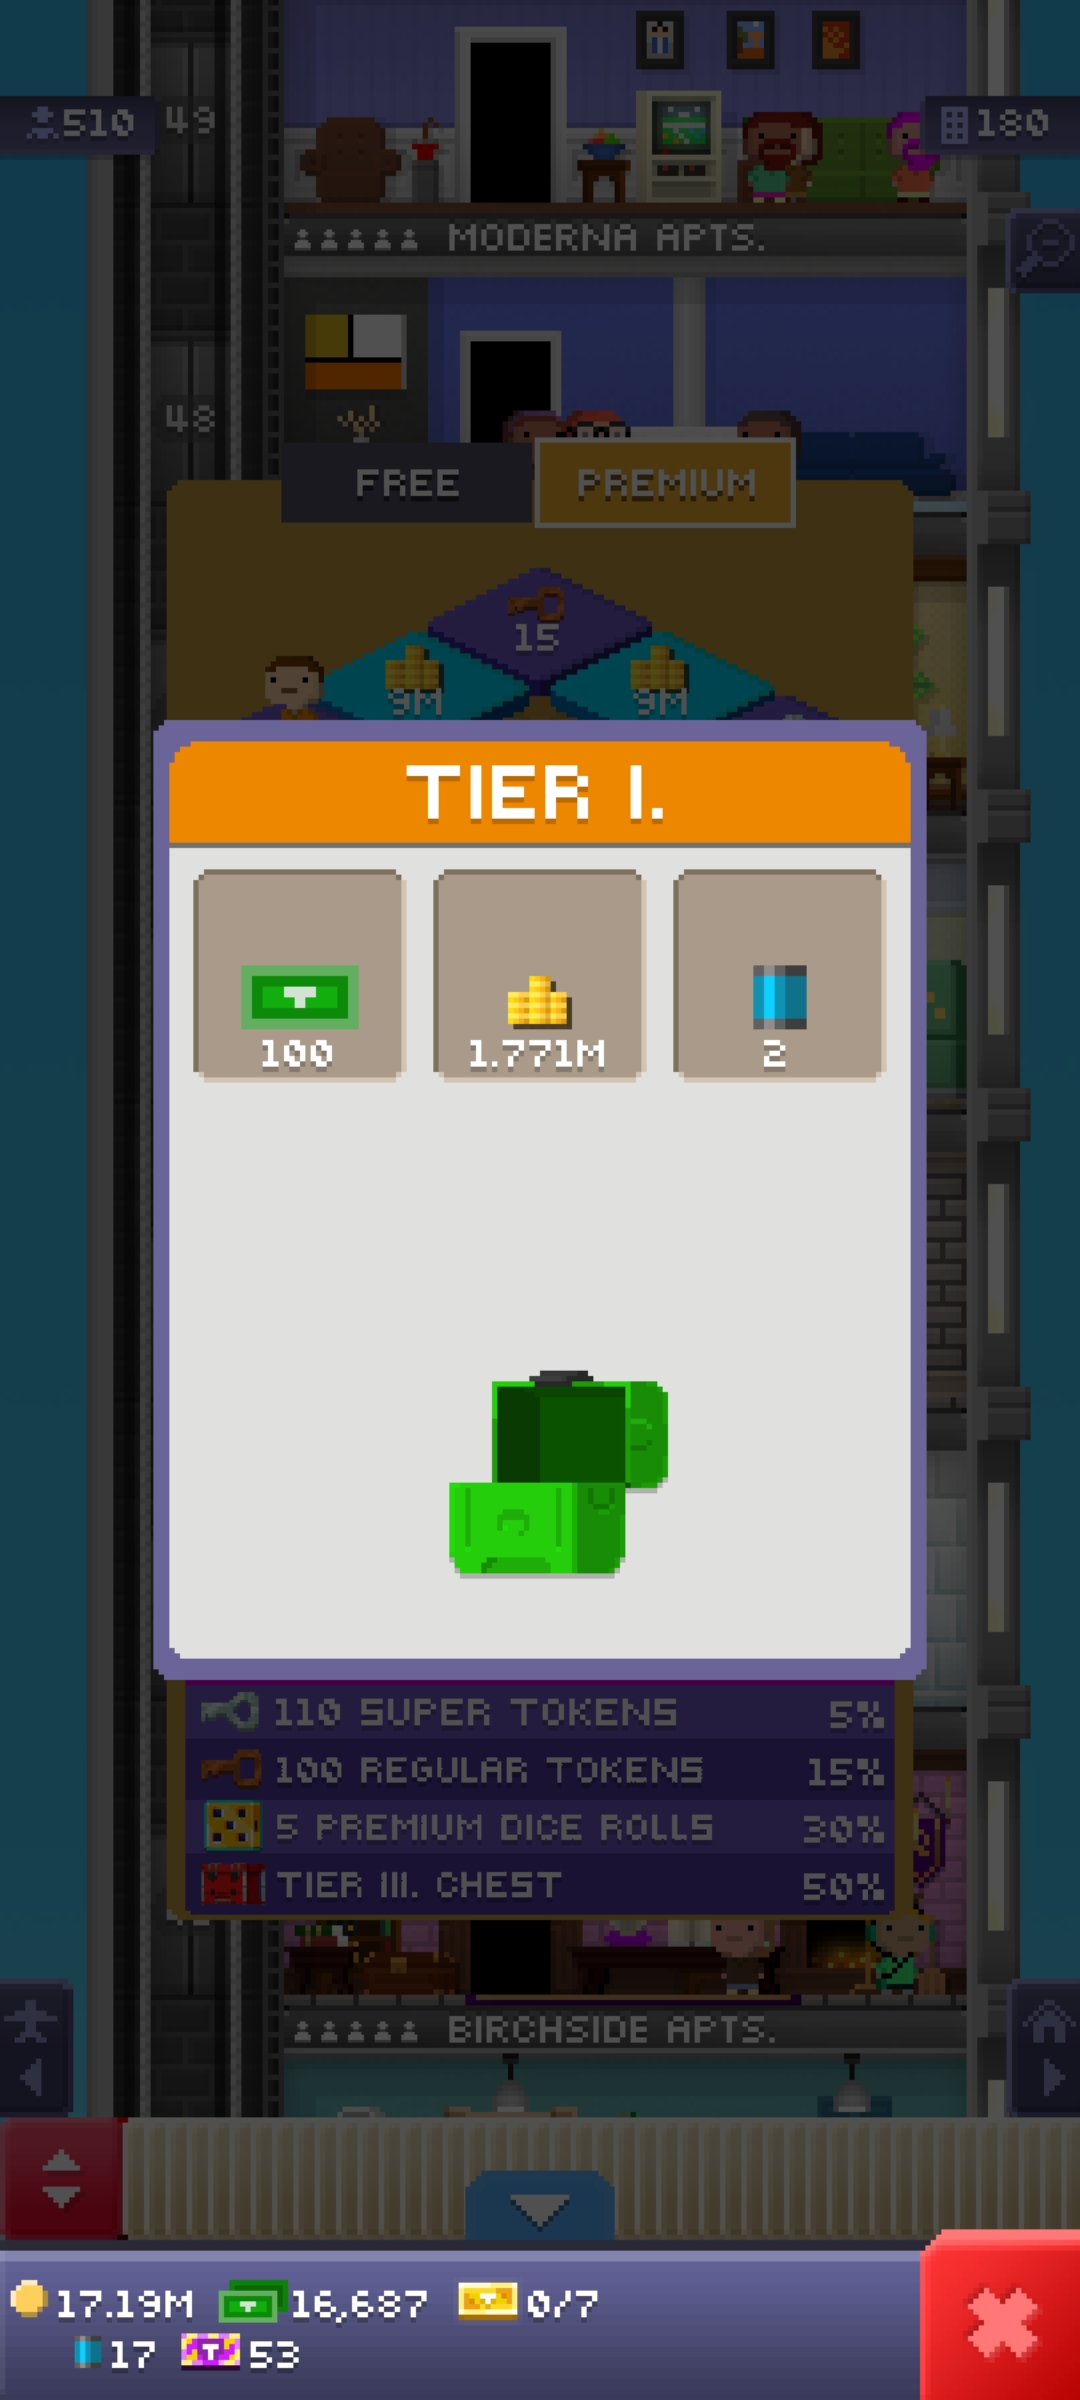 49
510
180
MODERNA APTS.
48
FREE
PREMIUM
15
9M
9M
TIER I.
100
1.771M
2
110 SUPER TOKENS 5%
100 REGULAR TOKENS 15%
5 PREMIUM DICE ROLLS 30%
TIER III. CHEST 50%
BIRCHSIDE APTS.
17.19M 16,687 0/7
17 53